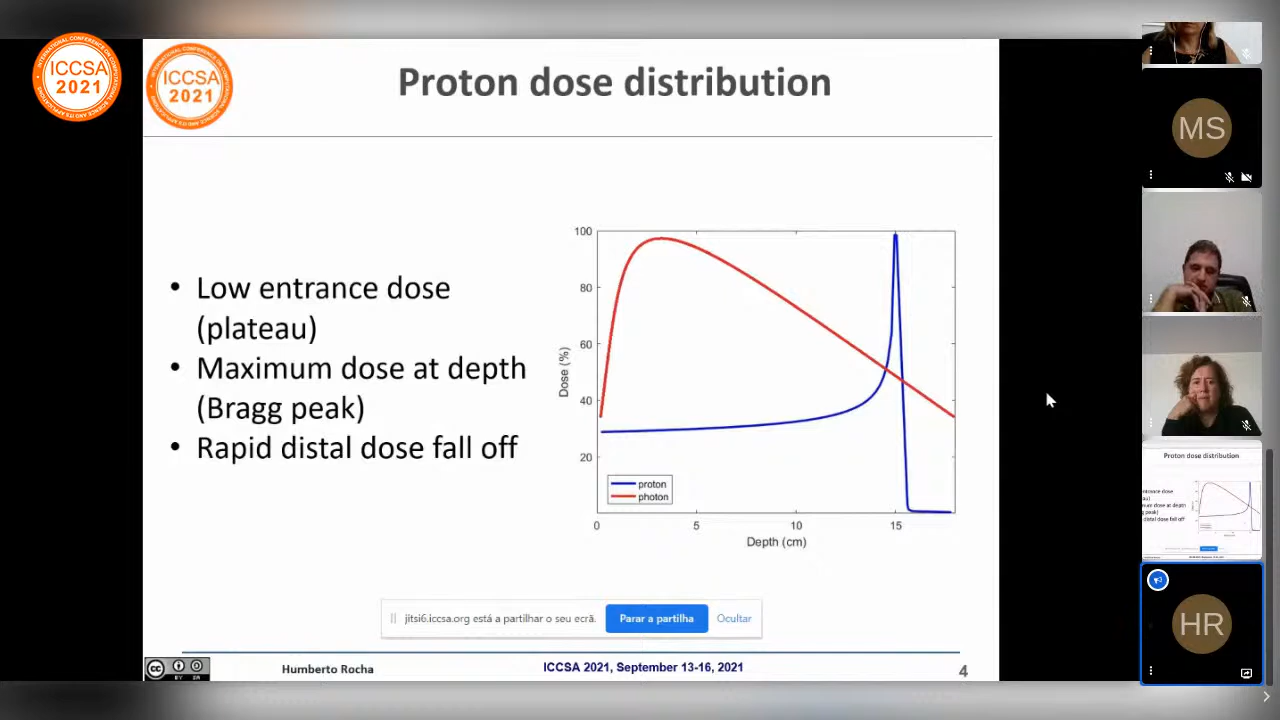 ICCSA
2021
ICCSA
2021
Proton dose distribution
• Low entrance dose
(plateau)
• Maximum dose at depth
(Bragg peak)
• Rapid distal dose fall off
100
80
60
40
20
Dose (%)
proton
photon
0 5 10 15
Depth (cm)
jitsi6.iccsa.org está a partilhar o seu ecrã. Parar a partilha Ocultar
Humberto Rocha ICCSA 2021, September 13-16, 2021 4
MS
Proton dose distribution
HR